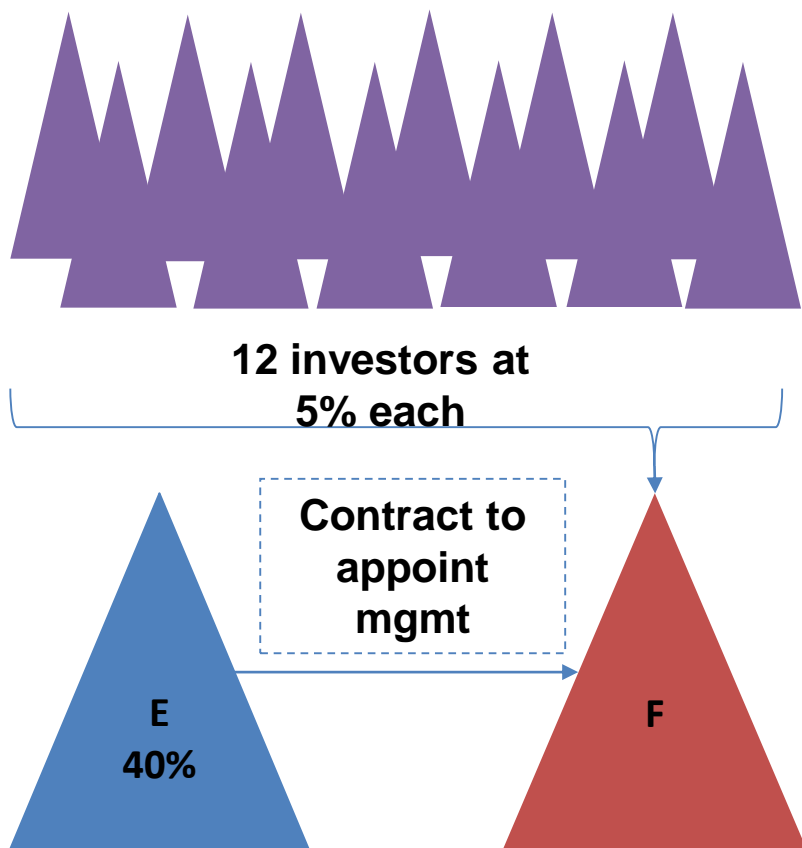 12 investors at
5% each
Contract to
appoint
mgmt
E
40%
F